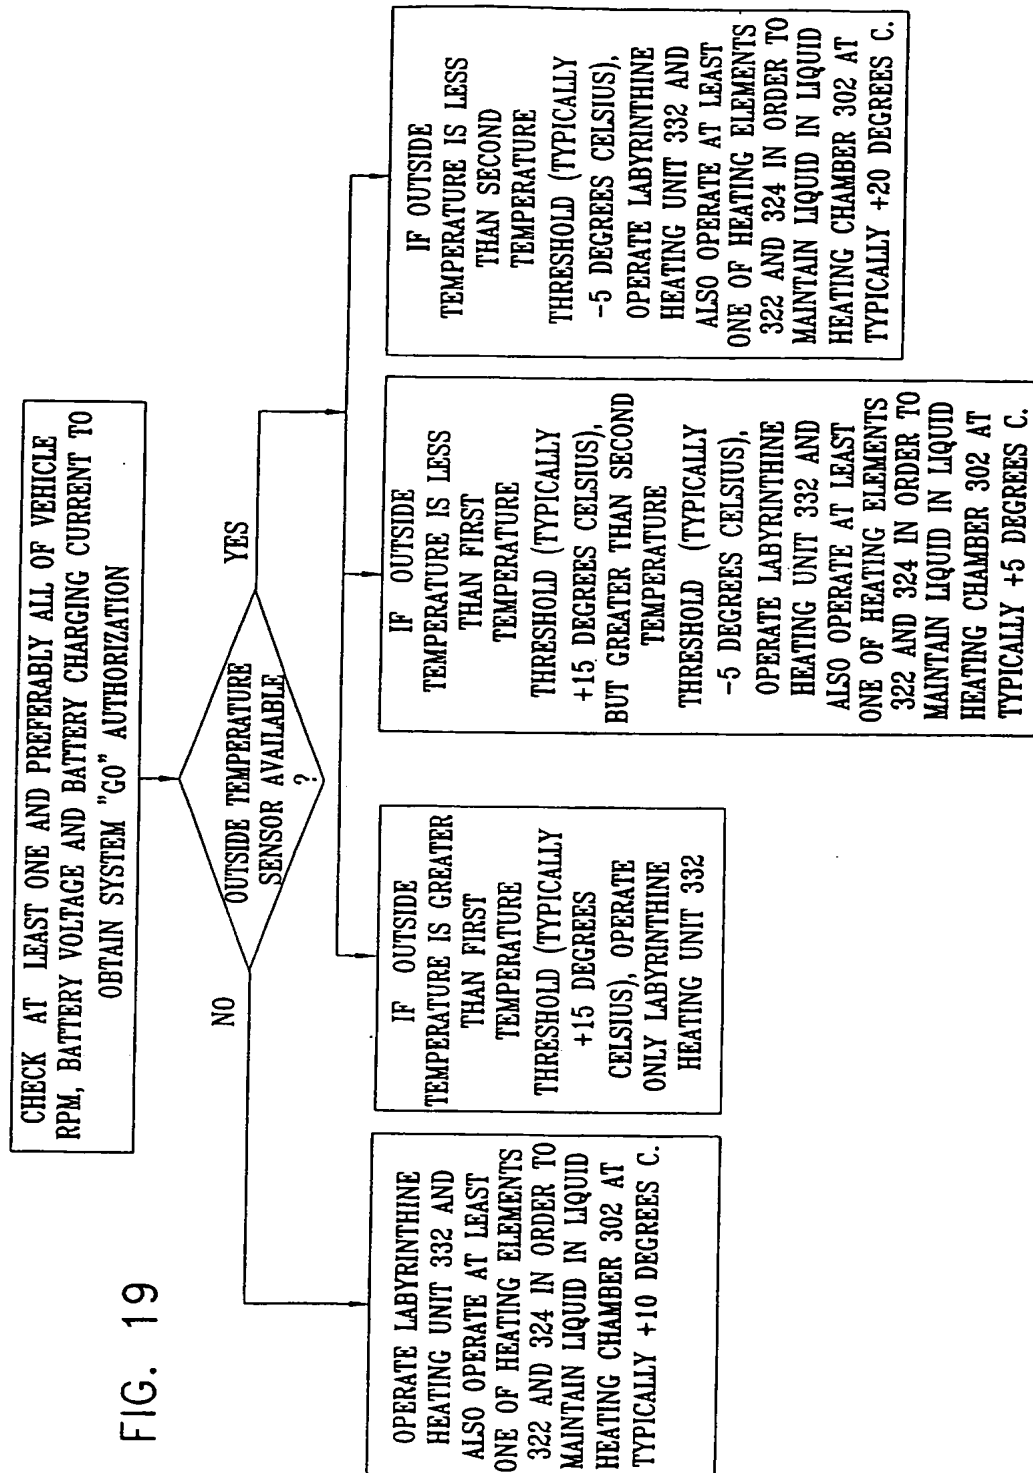 FIG. 19
CHECK AT LEAST ONE AND PREFERABLY ALL OF VEHICLE
RPM, BATTERY VOLTAGE AND BATTERY CHARGING CURRENT TO
OBTAIN SYSTEM "GO" AUTHORIZATION
OUTSIDE TEMPERATURE
SENSOR AVAILABLE
?
NO
YES
OPERATE LABYRINTHINE
HEATING UNIT 332 AND
ALSO OPERATE AT LEAST
ONE OF HEATING ELEMENTS
322 AND 324 IN ORDER TO
MAINTAIN LIQUID IN LIQUID
HEATING CHAMBER 302 AT
TYPICALLY +10 DEGREES C.
IF OUTSIDE
TEMPERATURE IS GREATER
THAN FIRST
TEMPERATURE
THRESHOLD (TYPICALLY
+15 DEGREES
CELSIUS), OPERATE
ONLY LABYRINTHINE
HEATING UNIT 332
IF OUTSIDE
TEMPERATURE IS LESS
THAN FIRST
TEMPERATURE
THRESHOLD (TYPICALLY
+15 DEGREES CELSIUS),
BUT GREATER THAN SECOND
TEMPERATURE
THRESHOLD (TYPICALLY
-5 DEGREES CELSIUS),
OPERATE LABYRINTHINE
HEATING UNIT 332 AND
ALSO OPERATE AT LEAST
ONE OF HEATING ELEMENTS
322 AND 324 IN ORDER TO
MAINTAIN LIQUID IN LIQUID
HEATING CHAMBER 302 AT
TYPICALLY +5 DEGREES C.
IF OUTSIDE
TEMPERATURE IS LESS
THAN SECOND
TEMPERATURE
THRESHOLD (TYPICALLY
-5 DEGREES CELSIUS),
OPERATE LABYRINTHINE
HEATING UNIT 332 AND
ALSO OPERATE AT LEAST
ONE OF HEATING ELEMENTS
322 AND 324 IN ORDER TO
MAINTAIN LIQUID IN LIQUID
HEATING CHAMBER 302 AT
TYPICALLY +20 DEGREES C.